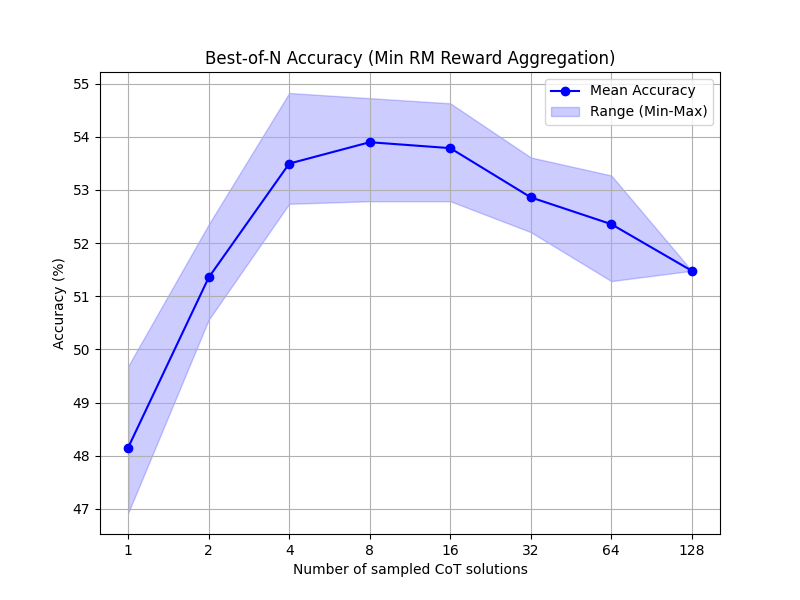 Best-of-N Accuracy (Min RM Reward Aggregation)
Mean Accuracy
Range (Min-Max)
Accuracy (%)
55
54
53
52
51
50
49
48
47
1 2 4 8 16 32 64 128
Number of sampled CoT solutions